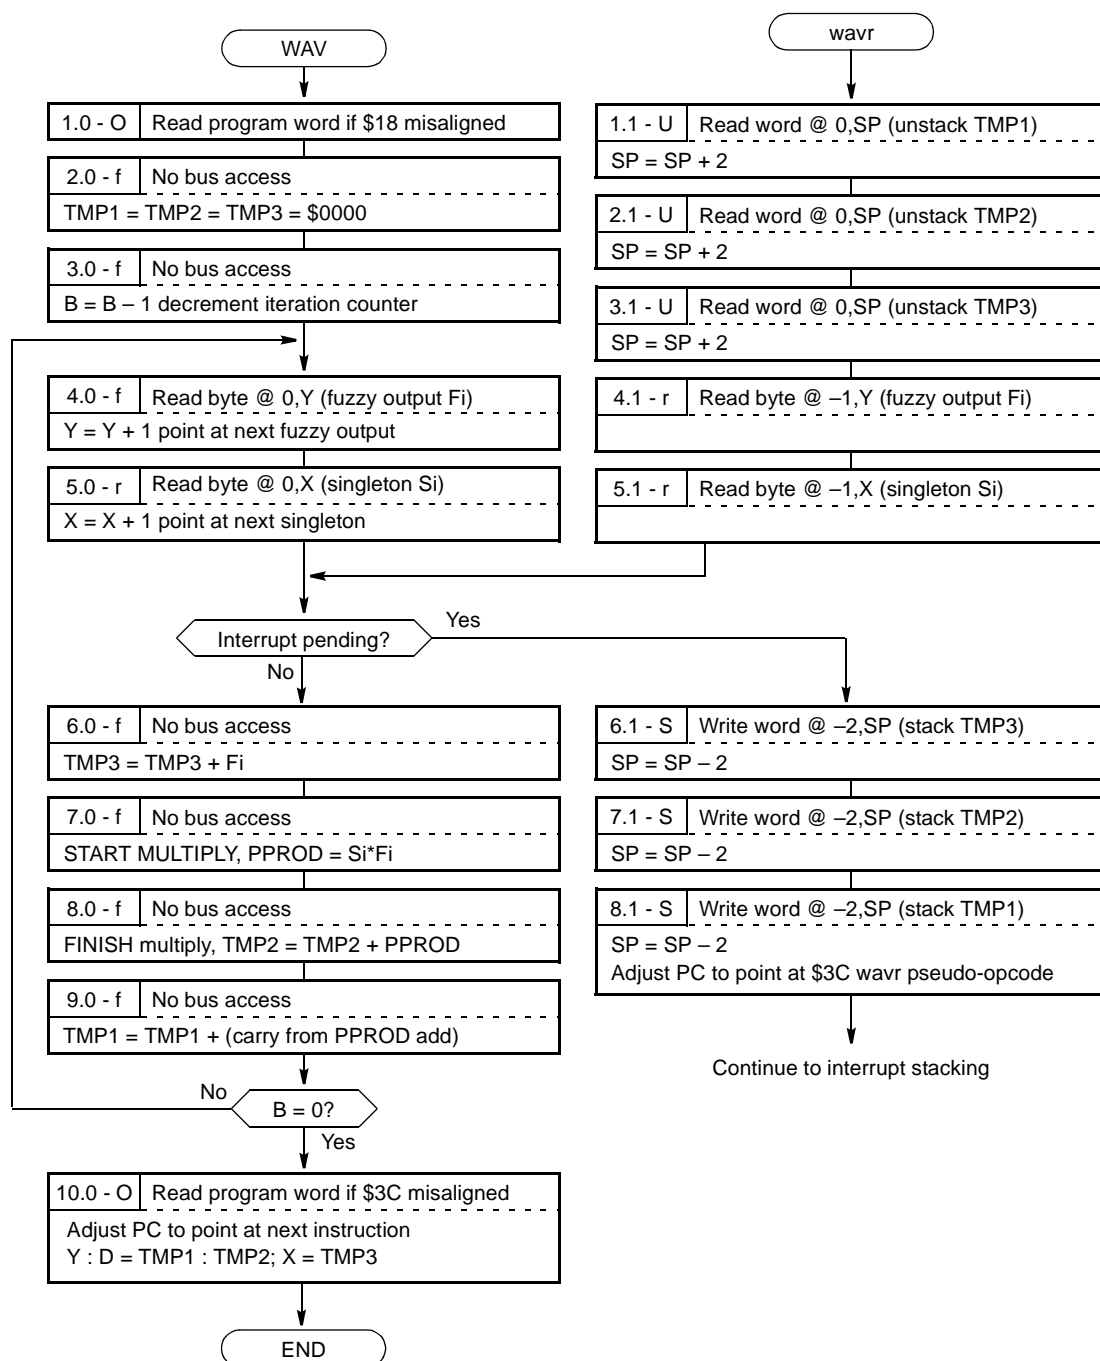 WAV
1.0 - O Read program word if $18 misaligned
2.0 - f No bus access
TMP1 = TMP2 = TMP3 = $0000
3.0 - f No bus access
B = B – 1 decrement iteration counter
4.0 - f Read byte @ 0,Y (fuzzy output Fi)
Y = Y + 1 point at next fuzzy output
5.0 - r Read byte @ 0,X (singleton Si)
X = X + 1 point at next singleton
wavr
1.1 - U Read word @ 0,SP (unstack TMP1)
SP = SP + 2
2.1 - U Read word @ 0,SP (unstack TMP2)
SP = SP + 2
3.1 - U Read word @ 0,SP (unstack TMP3)
SP = SP + 2
4.1 - r Read byte @ –1,Y (fuzzy output Fi)
5.1 - r Read byte @ –1,X (singleton Si)
Interrupt pending?
Yes
No
6.0 - f No bus access
TMP3 = TMP3 + Fi
7.0 - f No bus access
START MULTIPLY, PPROD = Si*Fi
8.0 - f No bus access
FINISH multiply, TMP2 = TMP2 + PPROD
9.0 - f No bus access
TMP1 = TMP1 + (carry from PPROD add)
6.1 - S Write word @ –2,SP (stack TMP3)
SP = SP – 2
7.1 - S Write word @ –2,SP (stack TMP2)
SP = SP – 2
8.1 - S Write word @ –2,SP (stack TMP1)
SP = SP – 2
Adjust PC to point at $3C wavr pseudo-opcode
Continue to interrupt stacking
No
B = 0?
Yes
10.0 - O Read program word if $3C misaligned
Adjust PC to point at next instruction
Y : D = TMP1 : TMP2; X = TMP3
END